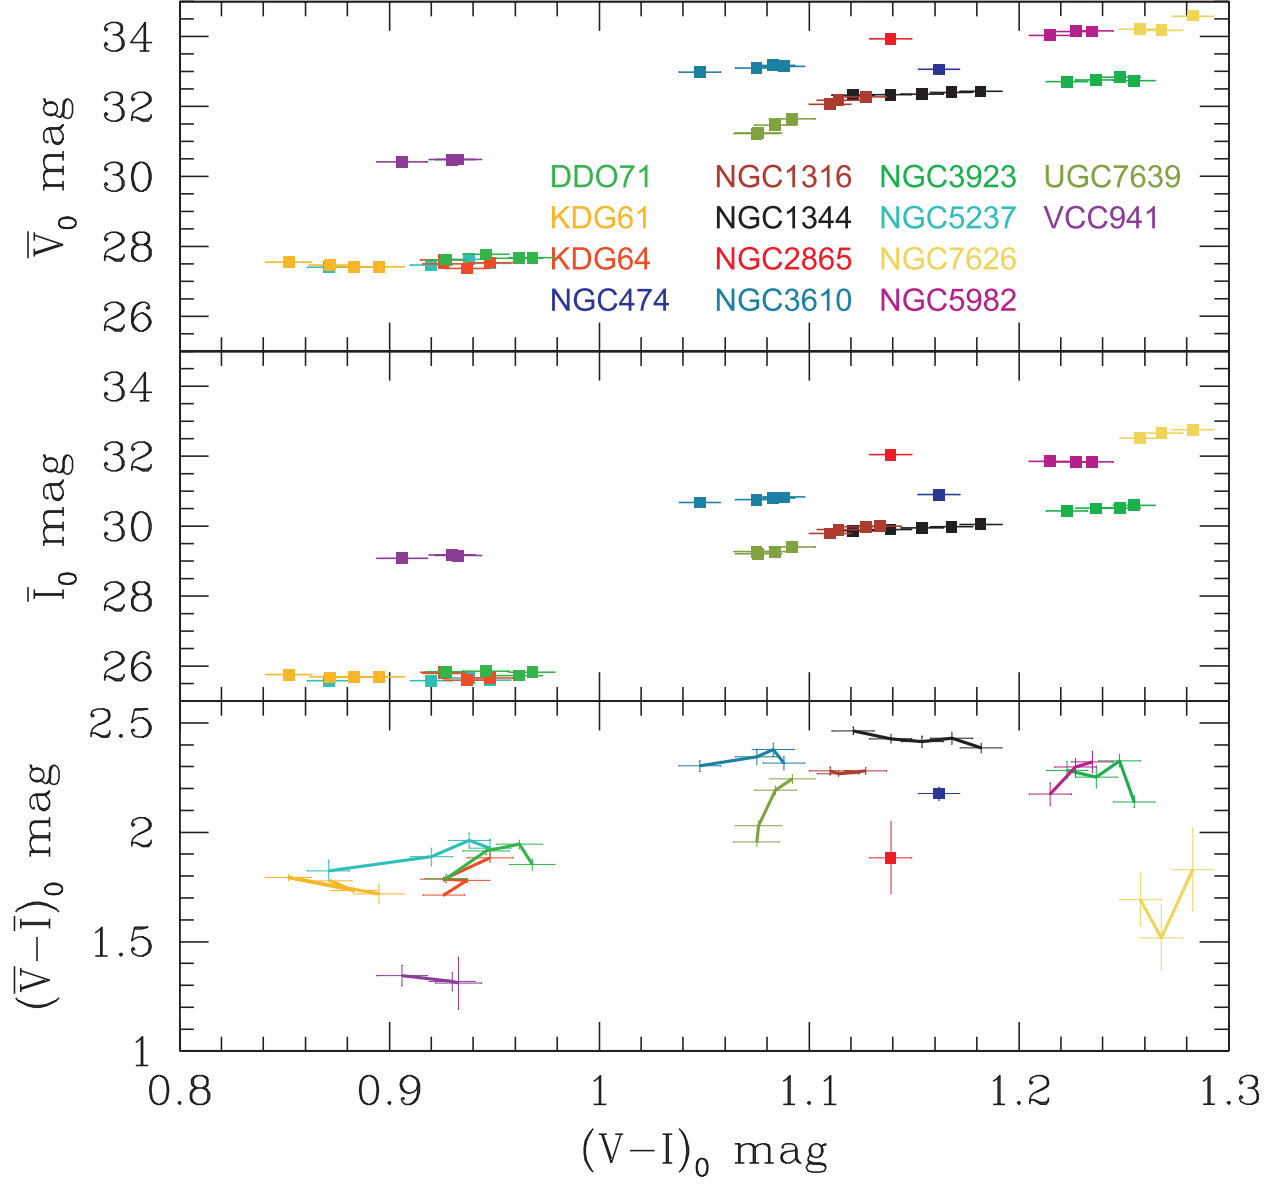 34
32
30
28
26
V̅₀ mag
DDO71 NGC1316 NGC3923 UGC7639
KDG61 NGC1344 NGC5237 VCC941
KDG64 NGC2865 NGC7626
NGC474 NGC3610 NGC5982
34
32
30
28
26
I̅₀ mag
2.5
2
1.5
1
(V̅−I̅)₀ mag
0.8 0.9 1 1.1 1.2 1.3
(V−I)₀ mag